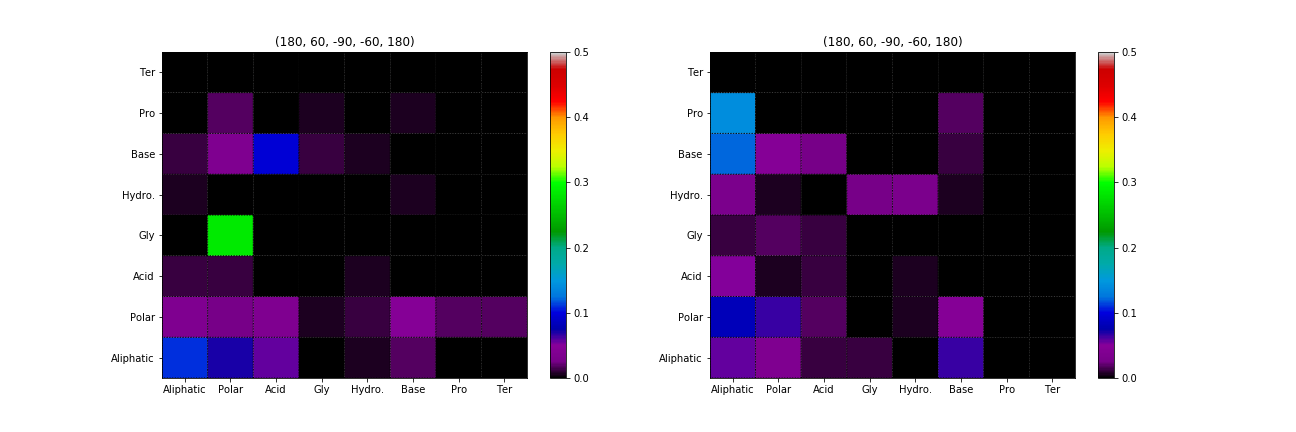 (180, 60, -90, -60, 180)
Ter
Pro
Base
Hydro.
Gly
Acid
Polar
Aliphatic
Aliphatic Polar Acid Gly Hydro. Base Pro Ter
0.5
0.4
0.3
0.2
0.1
0.0
(180, 60, -90, -60, 180)
Ter
Pro
Base
Hydro.
Gly
Acid
Polar
Aliphatic
Aliphatic Polar Acid Gly Hydro. Base Pro Ter
0.5
0.4
0.3
0.2
0.1
0.0